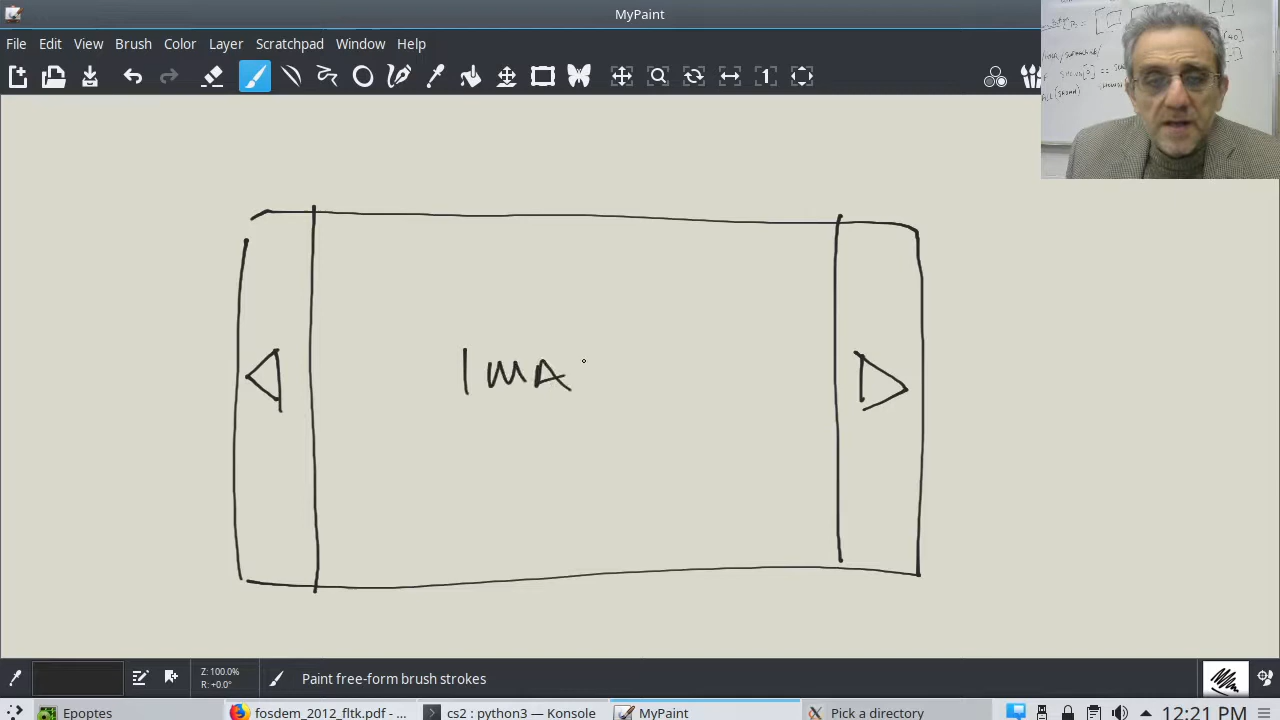 MyPaint
File Edit View Brush Color Layer Scratchpad Window Help
1
IMA
Z: 100.0%
R: +0.0°
Paint free-form brush strokes
Epoptes fosdem_2012_fltk.pdf - ... cs2 : python3 — Konsole MyPaint Pick a directory 12:21 PM